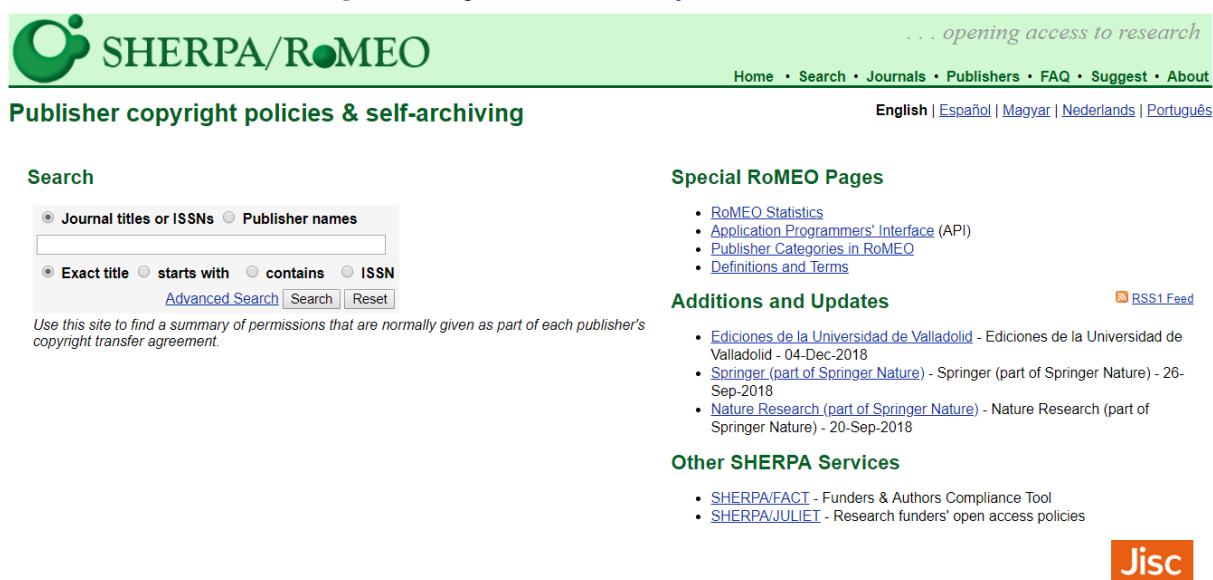 SHERPA/RoMEO
. . . opening access to research
Home • Search • Journals • Publishers • FAQ • Suggest • About
Publisher copyright policies & self-archiving
English | Español | Magyar | Nederlands | Português
Search
Journal titles or ISSNs Publisher names
Exact title starts with contains ISSN
Advanced Search Search Reset
Use this site to find a summary of permissions that are normally given as part of each publisher's
copyright transfer agreement.
Special RoMEO Pages
• RoMEO Statistics
• Application Programmers' Interface (API)
• Publisher Categories in RoMEO
• Definitions and Terms
Additions and Updates
RSS1 Feed
• Ediciones de la Universidad de Valladolid - Ediciones de la Universidad de
Valladolid - 04-Dec-2018
• Springer (part of Springer Nature) - Springer (part of Springer Nature) - 26-
Sep-2018
• Nature Research (part of Springer Nature) - Nature Research (part of
Springer Nature) - 20-Sep-2018
Other SHERPA Services
• SHERPA/FACT - Funders & Authors Compliance Tool
• SHERPA/JULIET - Research funders' open access policies
Jisc